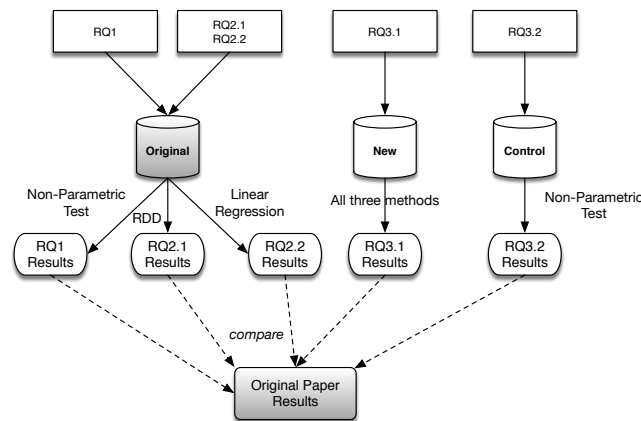 RQ1
RQ2.1
RQ2.2
RQ3.1
RQ3.2
Original
New
Control
Non-Parametric
Test
RDD
Linear
Regression
All three methods
Non-Parametric
Test
RQ1
Results
RQ2.1
Results
RQ2.2
Results
RQ3.1
Results
RQ3.2
Results
compare
Original Paper
Results